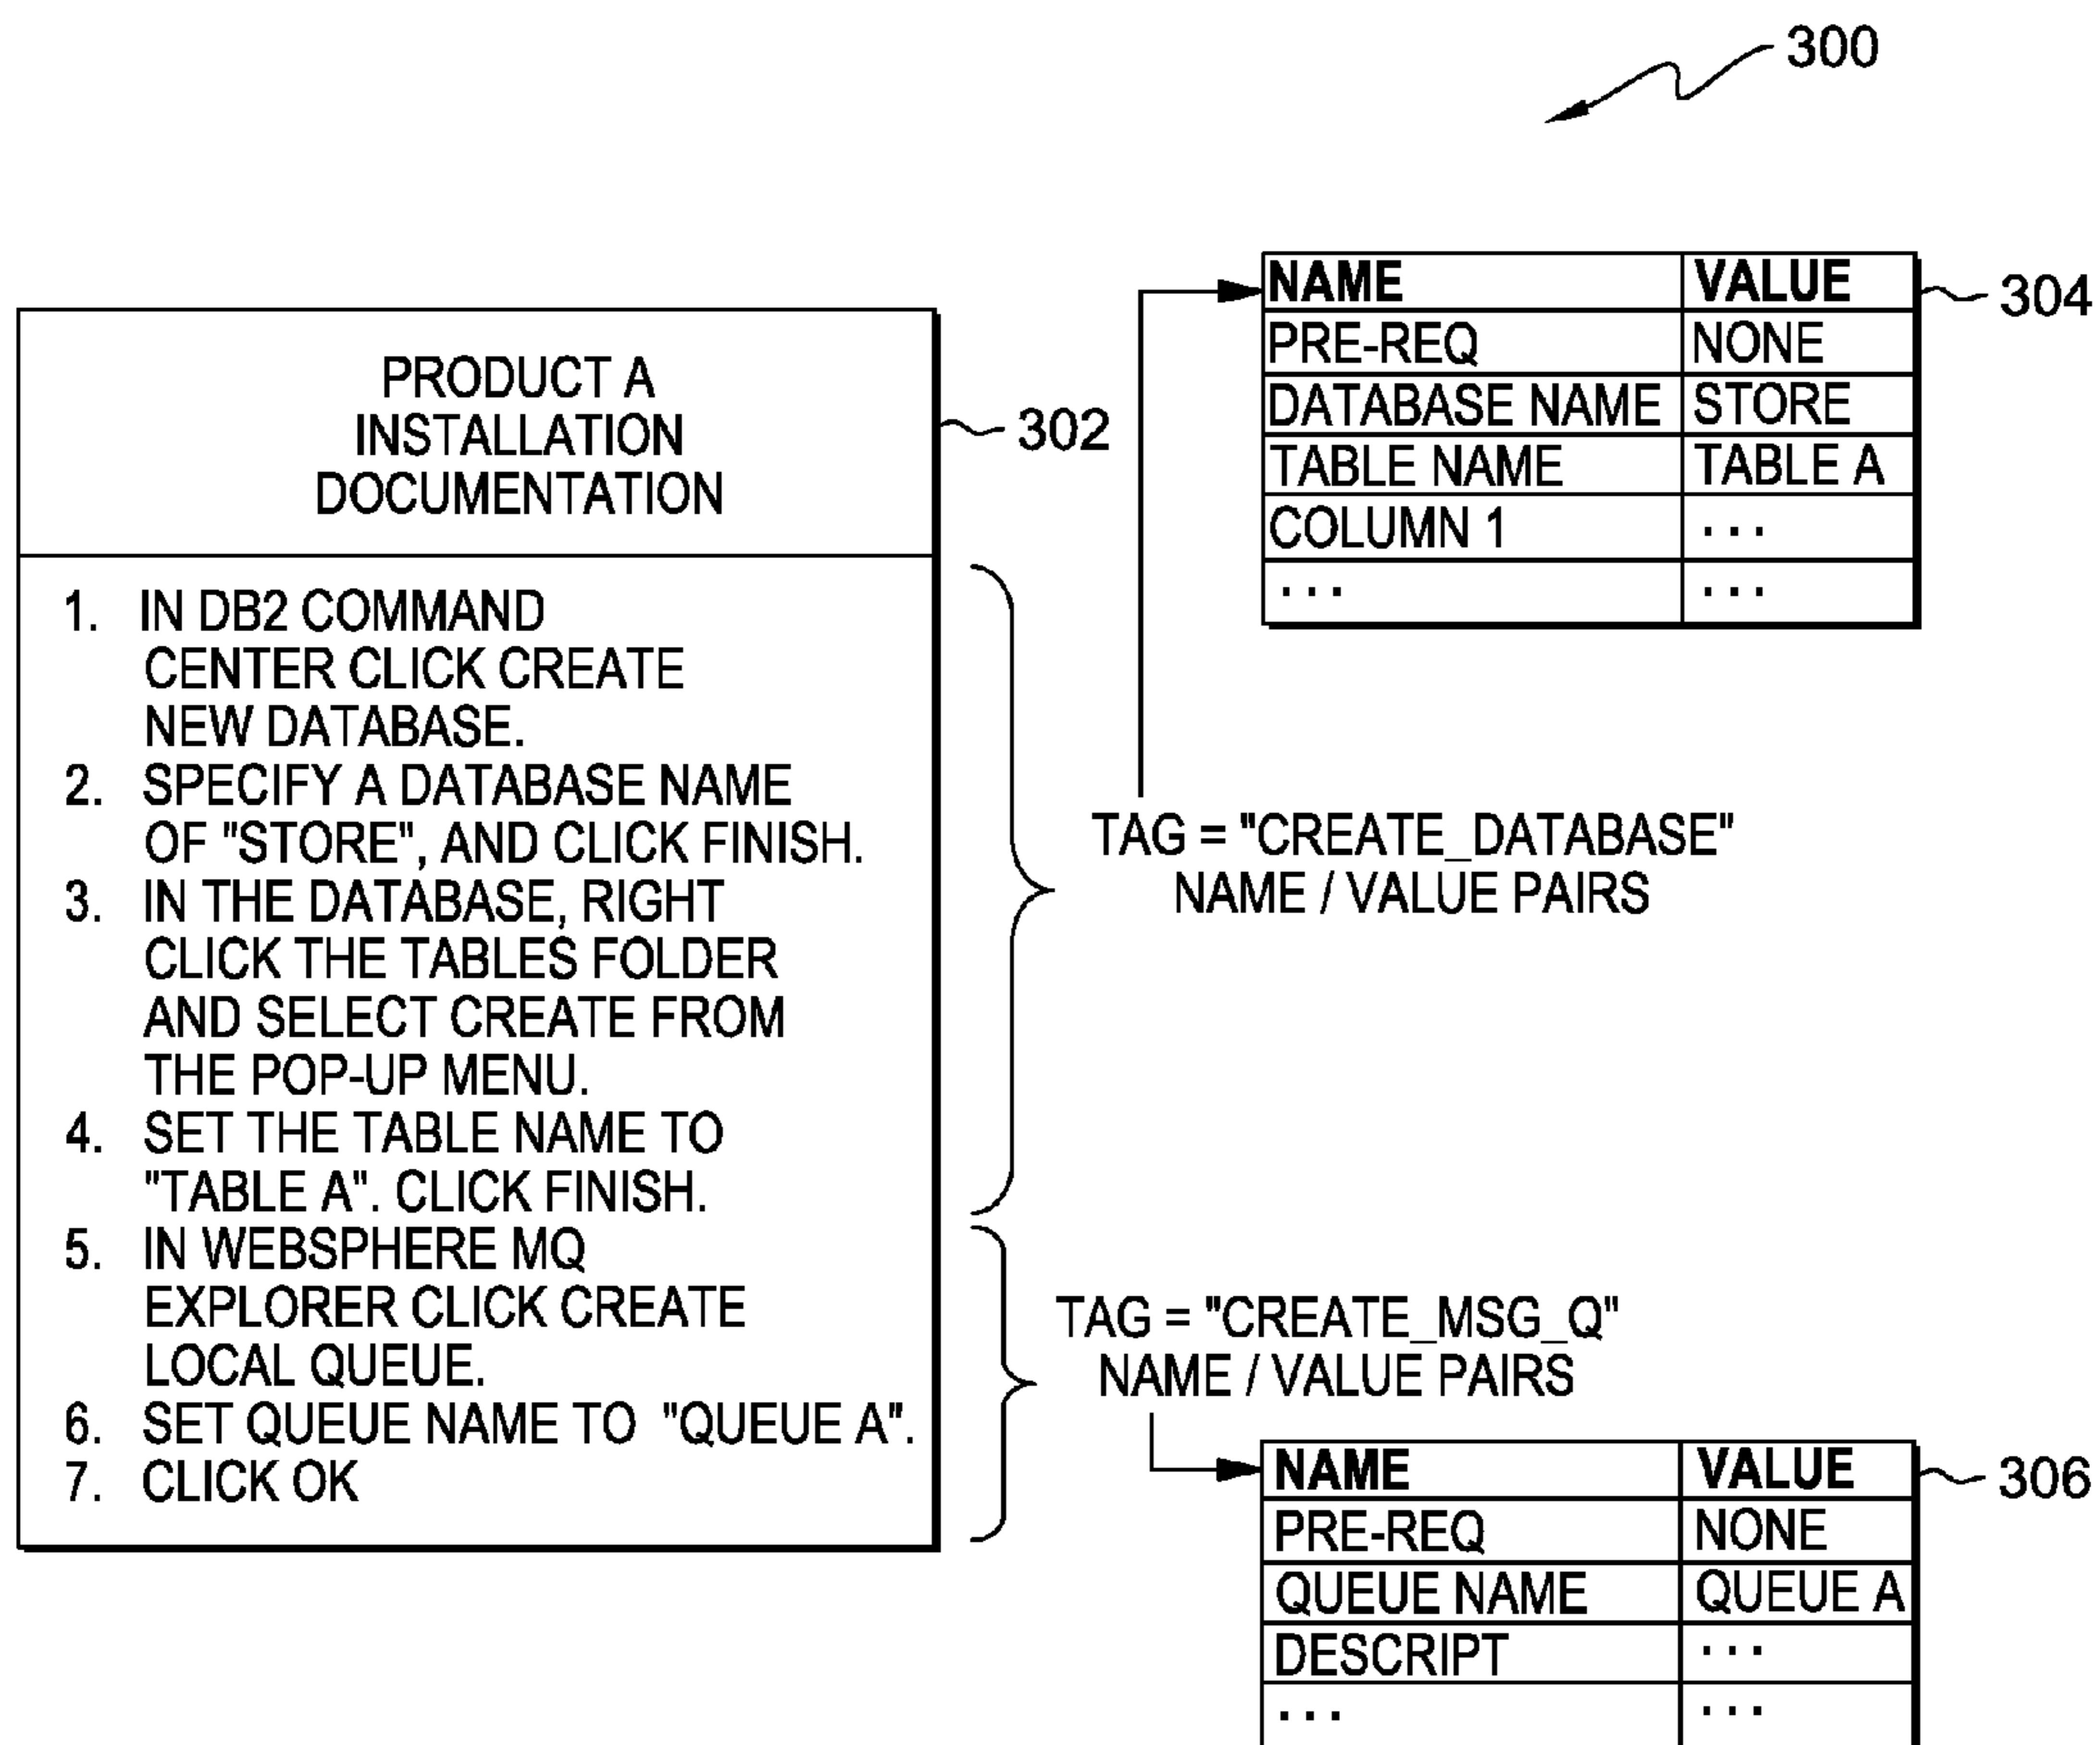 300
PRODUCT A
INSTALLATION
DOCUMENTATION
302
1. IN DB2 COMMAND
CENTER CLICK CREATE
NEW DATABASE.
2. SPECIFY A DATABASE NAME
OF "STORE", AND CLICK FINISH.
3. IN THE DATABASE, RIGHT
CLICK THE TABLES FOLDER
AND SELECT CREATE FROM
THE POP-UP MENU.
4. SET THE TABLE NAME TO
"TABLE A". CLICK FINISH.
5. IN WEBSPHERE MQ
EXPLORER CLICK CREATE
LOCAL QUEUE.
6. SET QUEUE NAME TO "QUEUE A".
7. CLICK OK
NAME VALUE 304
PRE-REQ NONE
DATABASE NAME STORE
TABLE NAME TABLE A
COLUMN 1 ...
... ...
TAG = "CREATE_DATABASE"
NAME / VALUE PAIRS
TAG = "CREATE_MSG_Q"
NAME / VALUE PAIRS
NAME VALUE 306
PRE-REQ NONE
QUEUE NAME QUEUE A
DESCRIPT ...
... ...